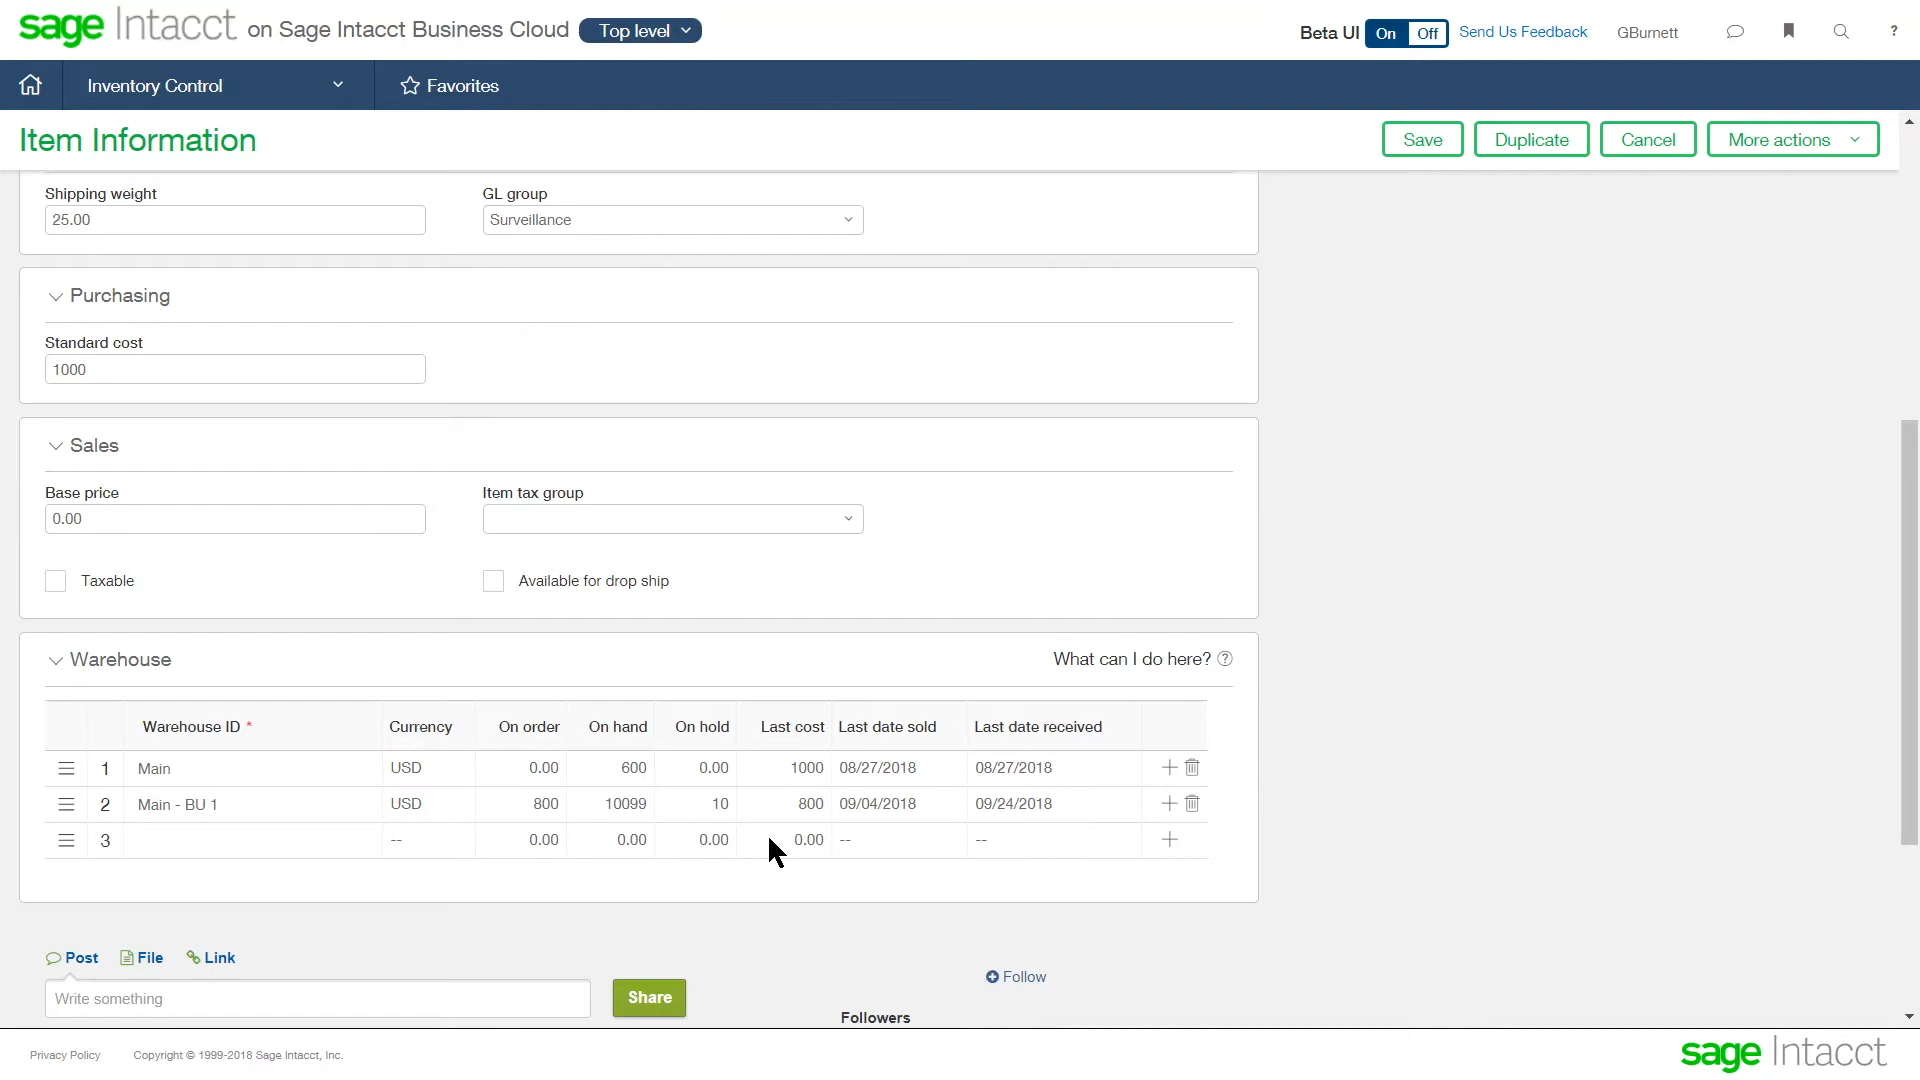 sage Intacct on Sage Intacct Business Cloud Top level Beta UI On Off Send Us Feedback GBurnett ?
Inventory Control Favorites
Item Information Save Duplicate Cancel More actions
Shipping weight GL group
25.00 Surveillance
Purchasing
Standard cost
1000
Sales
Base price Item tax group
0.00
Taxable Available for drop ship
Warehouse What can I do here? ?
Warehouse ID * Currency On order On hand On hold Last cost Last date sold Last date received
1 Main USD 0.00 600 0.00 1000 08/27/2018 08/27/2018
2 Main - BU 1 USD 800 10099 10 800 09/04/2018 09/24/2018
3 -- 0.00 0.00 0.00 0.00 -- --
Post File Link
Follow
Write something Share
Followers
Privacy Policy Copyright © 1999-2018 Sage Intacct, Inc. sage Intacct